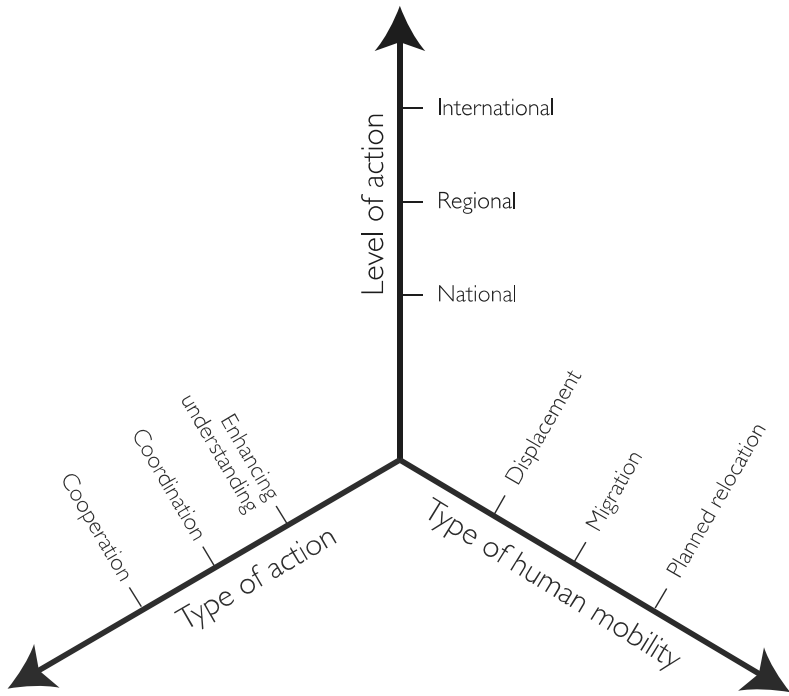 International
Regional
National
Level of action
Enhancing
understanding
Coordination
Cooperation
Type of action
Displacement
Migration
Planned relocation
Type of human mobility